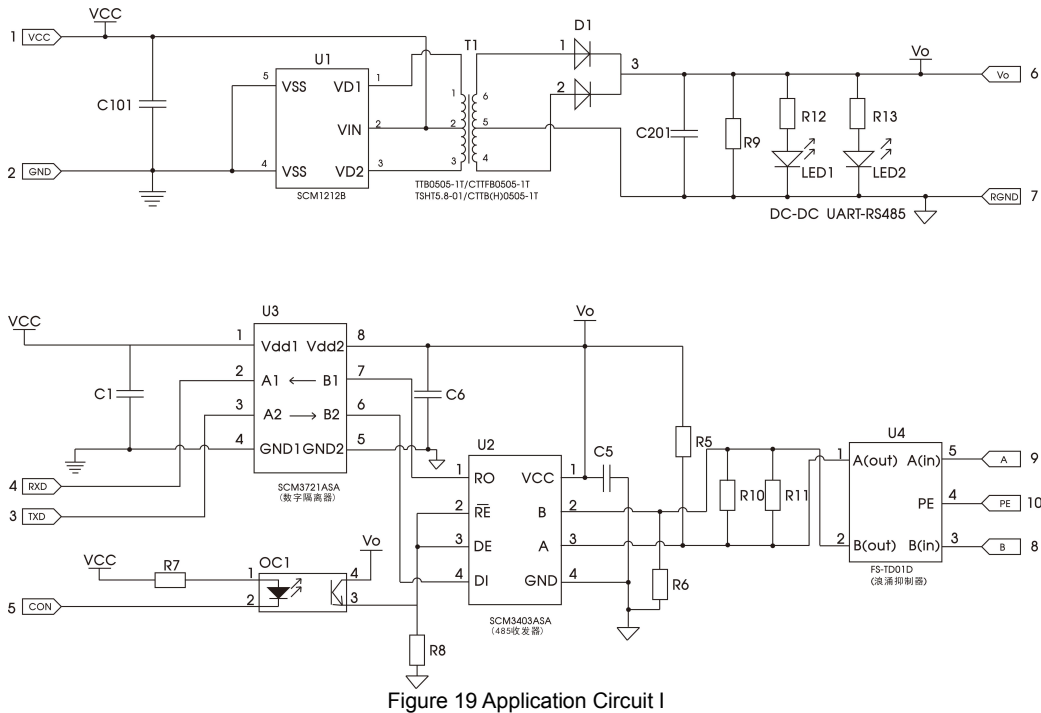 VCC
1 VCC
C101
2 GND
U1
5 VSS VD1 1
VIN 2
4 VSS VD2 3
SCM1212B
T1
1 6
2 5
3 4
TTB0505-1T/CTTFB0505-1T
TSHT5.8-01/CTTB(H)0505-1T
D1
1
2
3
C201
R9
R12
R13
LED1
LED2
Vo
Vo 6
RGND 7
DC-DC UART-RS485
VCC
C1
U3
1 Vdd1 Vdd2 8
2 A1 ← B1 7
3 A2 → B2 6
4 GND1 GND2 5
SCM3721ASA
(数字隔离器)
4 RXD
3 TXD
C6
Vo
U2
1 RO VCC 1
2 RE B 2
3 DE A 3
4 DI GND 4
SCM3403ASA
(485收发器)
C5
R5
R6
R10
R11
U4
1 A(out) A(in) 5
PE 4
2 B(out) B(in) 3
FS-TD01D
(浪涌抑制器)
A 9
PE 10
B 8
VCC
R7
5 CON
OC1
1 4
2 3
Vo
R8
Figure 19 Application Circuit I